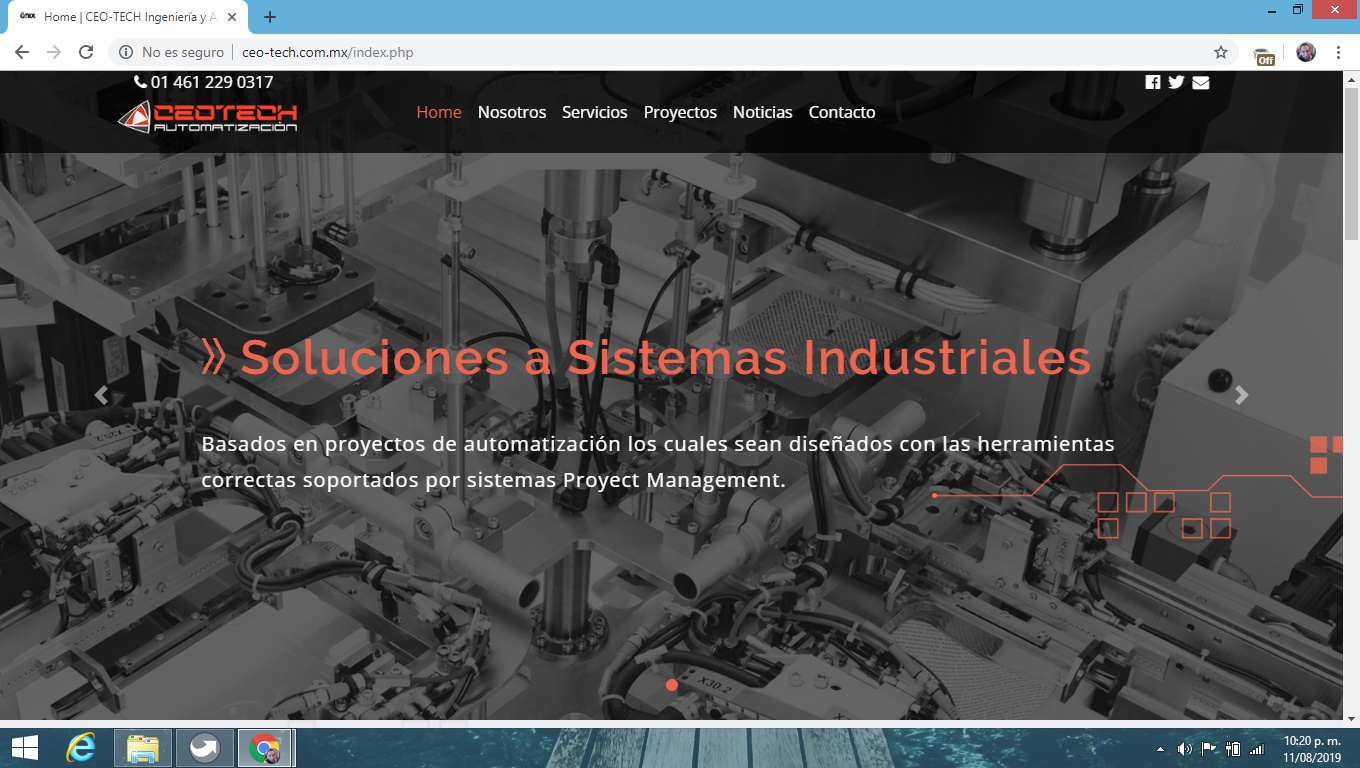 Home | CEO-TECH Ingeniería y A
No es seguro | ceo-tech.com.mx/index.php
Off
01 461 229 0317
CEOTECH
AUTOMATIZACIÓN
Home Nosotros Servicios Proyectos Noticias Contacto
Soluciones a Sistemas Industriales
Basados en proyectos de automatización los cuales sean diseñados con las herramientas
correctas soportados por sistemas Proyect Management.
X20 2
X30.2
10:20 p. m.
11/08/2019